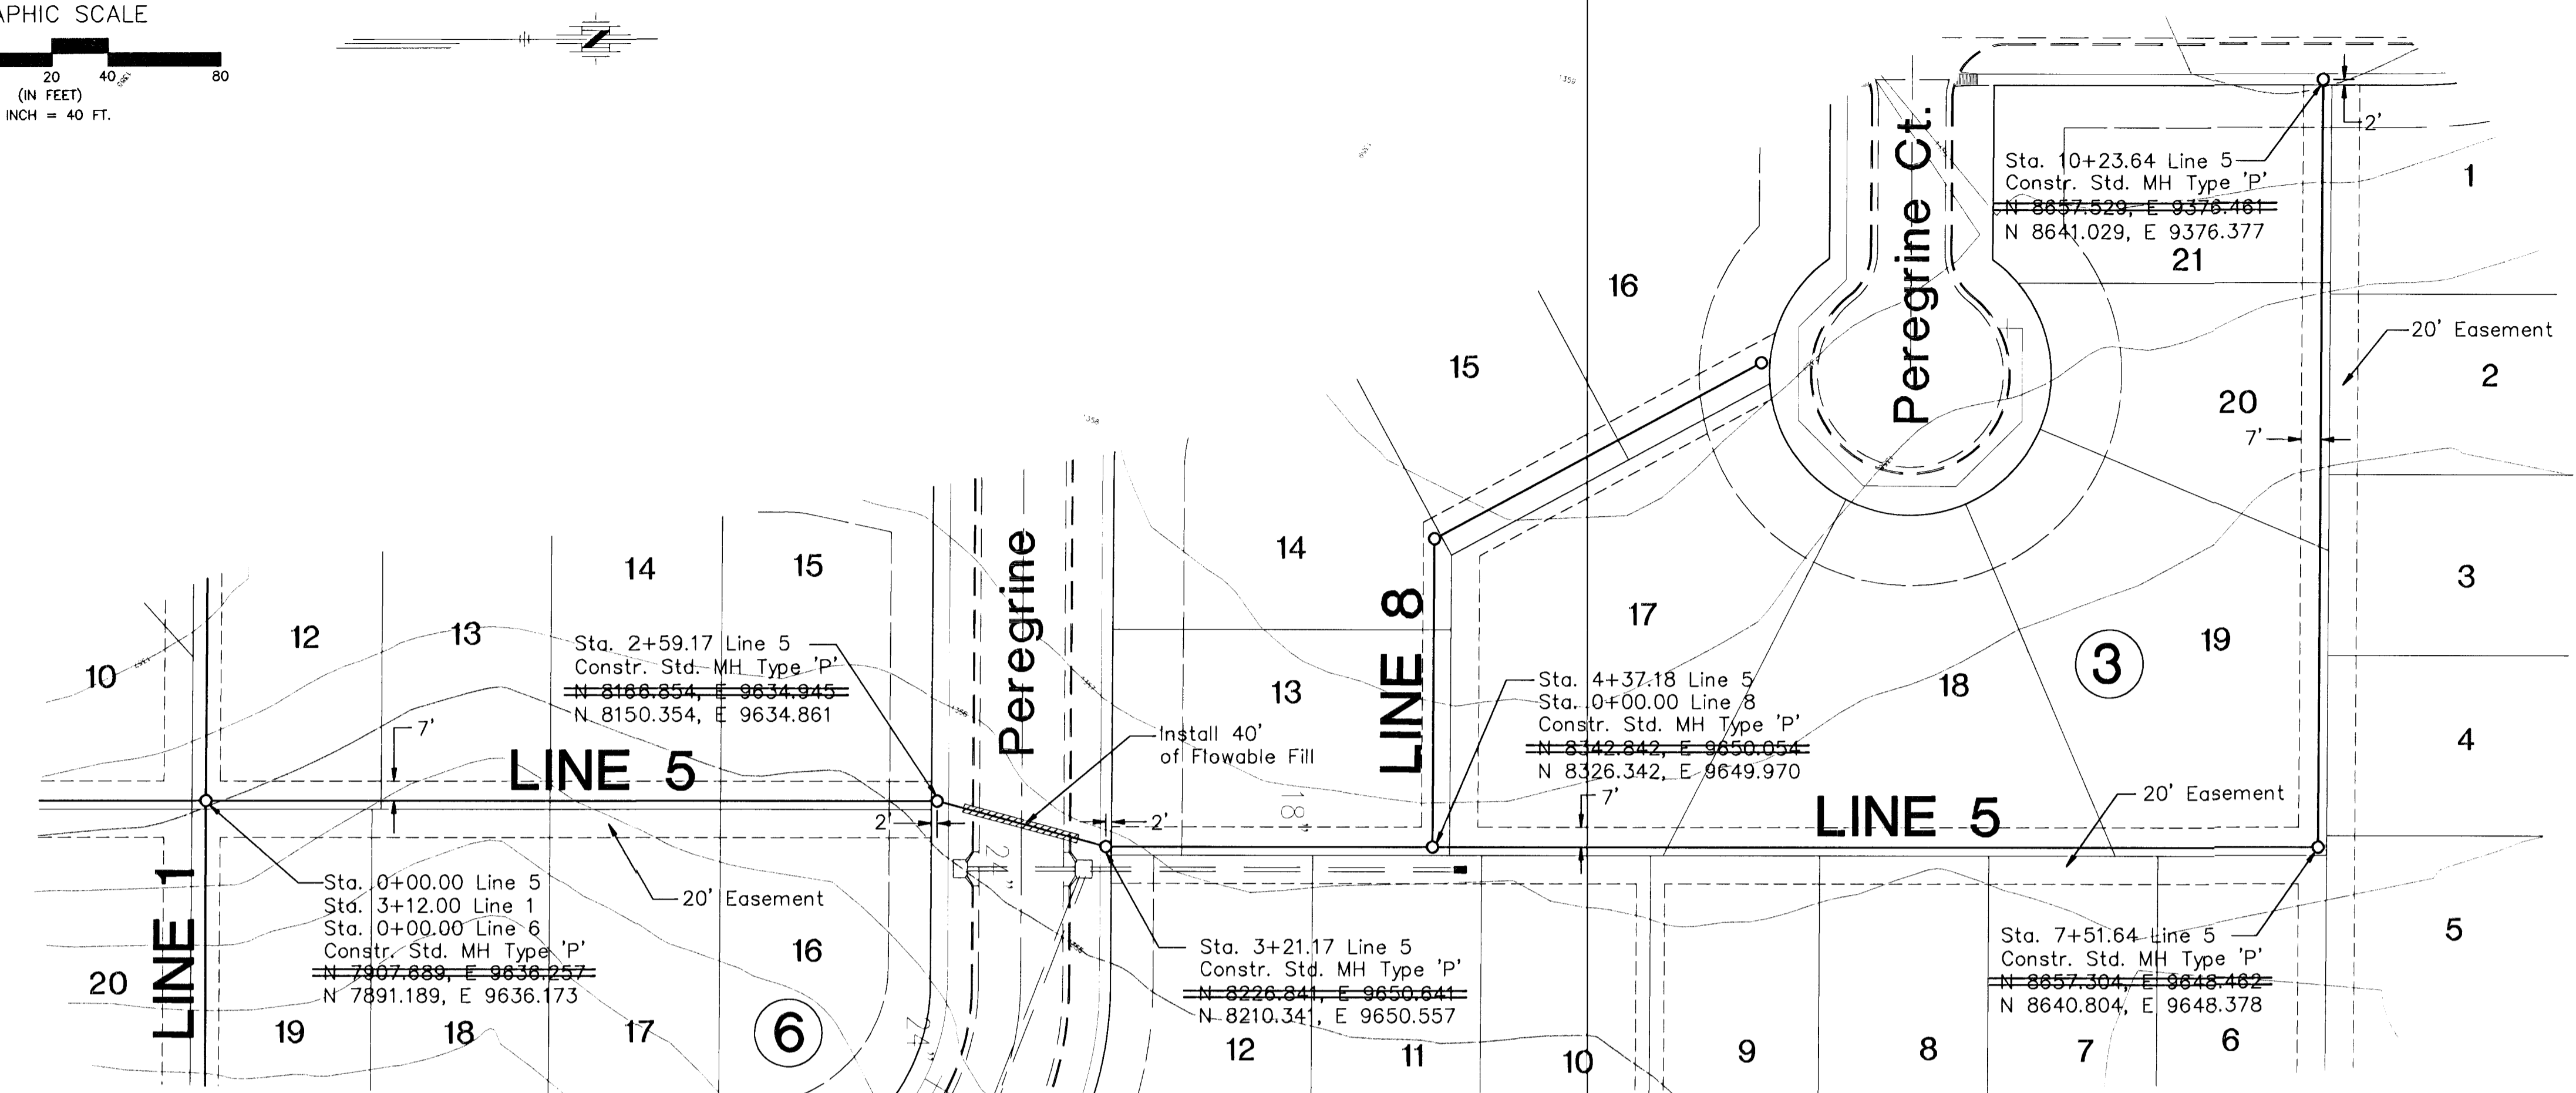 APHIC SCALE
20 40 80
(IN FEET)
INCH = 40 FT.
N
1359
1358
Peregrine Ct.
Sta. 10+23.64 Line 5
Constr. Std. MH Type 'P'
N 8657.529, E 9376.461
N 8641.029, E 9376.377
2'
1
21
16
15
20' Easement
2
20
7'
14
15
14
Peregrine
3
12
13
10
17
19
3
18
13
LINE 8
4
Sta. 2+59.17 Line 5
Constr. Std. MH Type 'P'
N 8166.854, E 9634.945
N 8150.354, E 9634.861
Install 40'
of Flowable Fill
Sta. 4+37.18 Line 5
Sta. 0+00.00 Line 8
Constr. Std. MH Type 'P'
N 8342.842, E 9650.054
N 8326.342, E 9649.970
7'
LINE 5
2'
2'
18"
7'
LINE 5
20' Easement
24"
LINE 1
Sta. 0+00.00 Line 5
Sta. 3+12.00 Line 1
Sta. 0+00.00 Line 6
Constr. Std. MH Type 'P'
N 7907.689, E 9636.257
N 7891.189, E 9636.173
20' Easement
16
20
19
18
17
6
24"
Sta. 3+21.17 Line 5
Constr. Std. MH Type 'P'
N 8226.841, E 9650.641
N 8210.341, E 9650.557
12
11
10
9
8
7
6
5
Sta. 7+51.64 Line 5
Constr. Std. MH Type 'P'
N 8657.304, E 9648.462
N 8640.804, E 9648.378